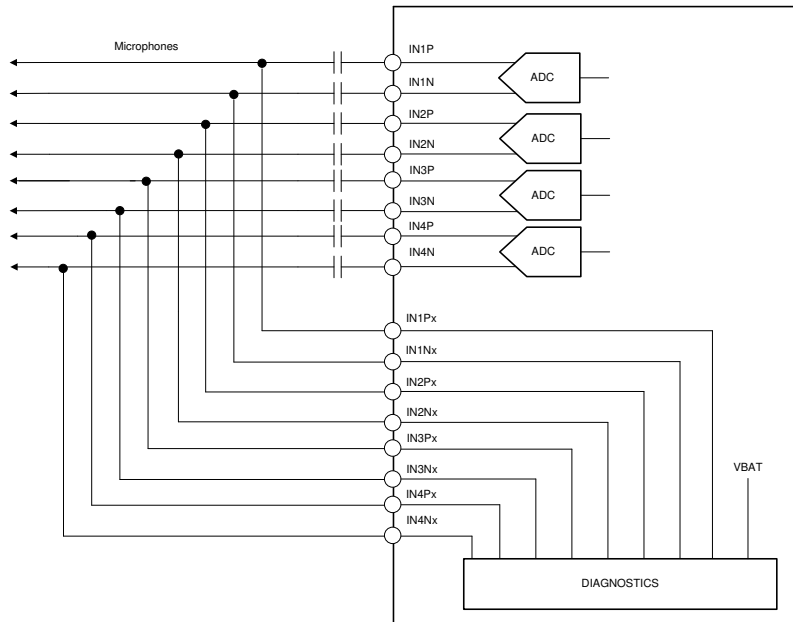 Microphones
IN1P
ADC
IN1N
IN2P
ADC
IN2N
IN3P
ADC
IN3N
IN4P
ADC
IN4N
IN1Px
IN1Nx
IN2Px
IN2Nx
IN3Px
IN3Nx
VBAT
IN4Px
IN4Nx
DIAGNOSTICS